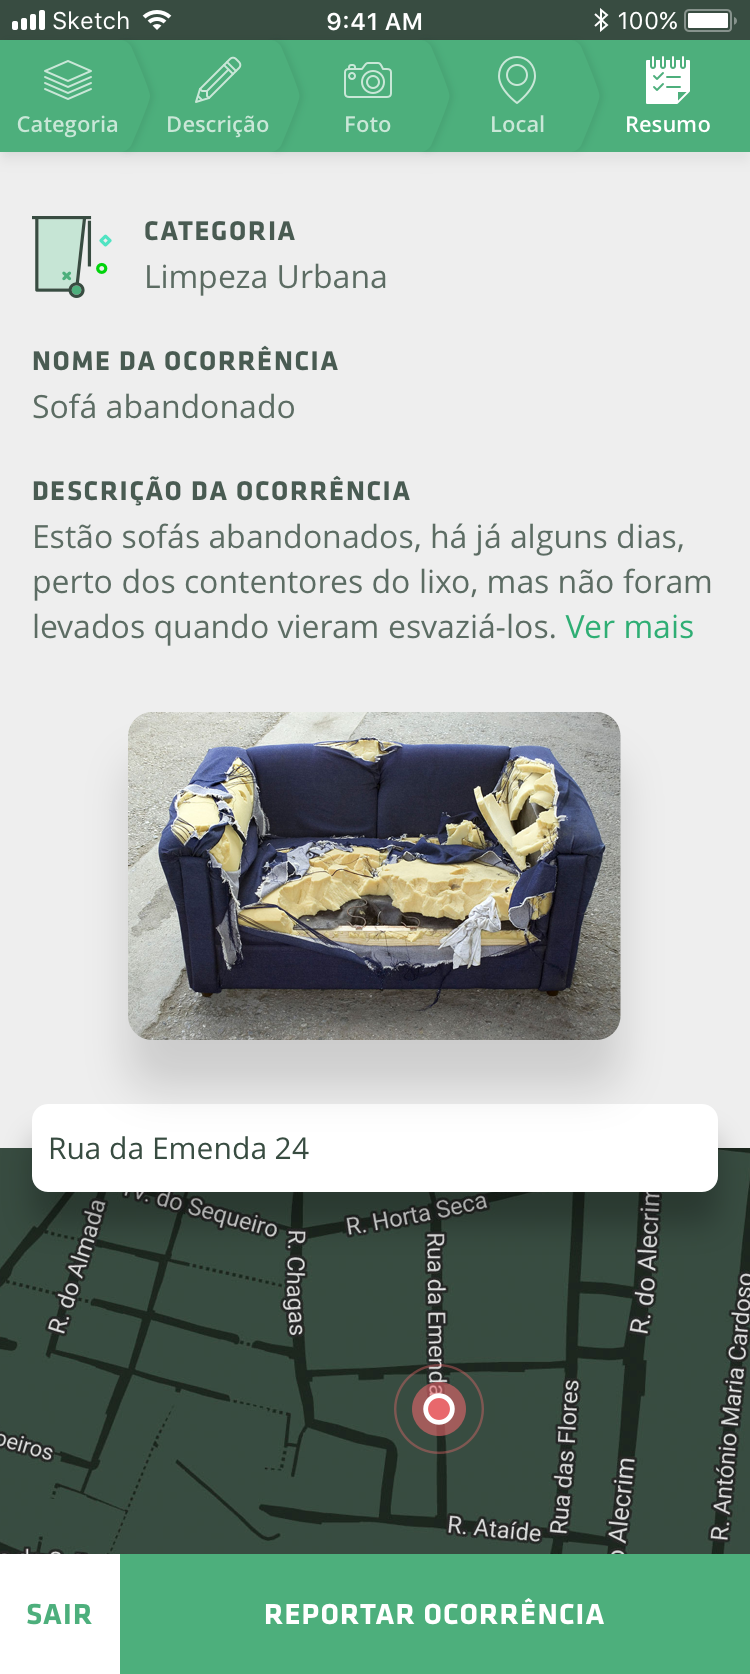 Sketch 9:41 AM 100%
Categoria Descrição Foto Local Resumo
CATEGORIA
Limpeza Urbana
NOME DA OCORRÊNCIA
Sofá abandonado
DESCRIÇÃO DA OCORRÊNCIA
Estão sofás abandonados, há já alguns dias,
perto dos contentores do lixo, mas não foram
levados quando vieram esvaziá-los. Ver mais
Rua da Emenda 24
do Sequeiro
R. Horta Seca
R. do Almada
R. Chagas
Rua da Emenda
R. do Alecrim
R. António Maria Cardoso
Rua das Flores
Alecrim
R. Ataíde
SAIR
REPORTAR OCORRÊNCIA